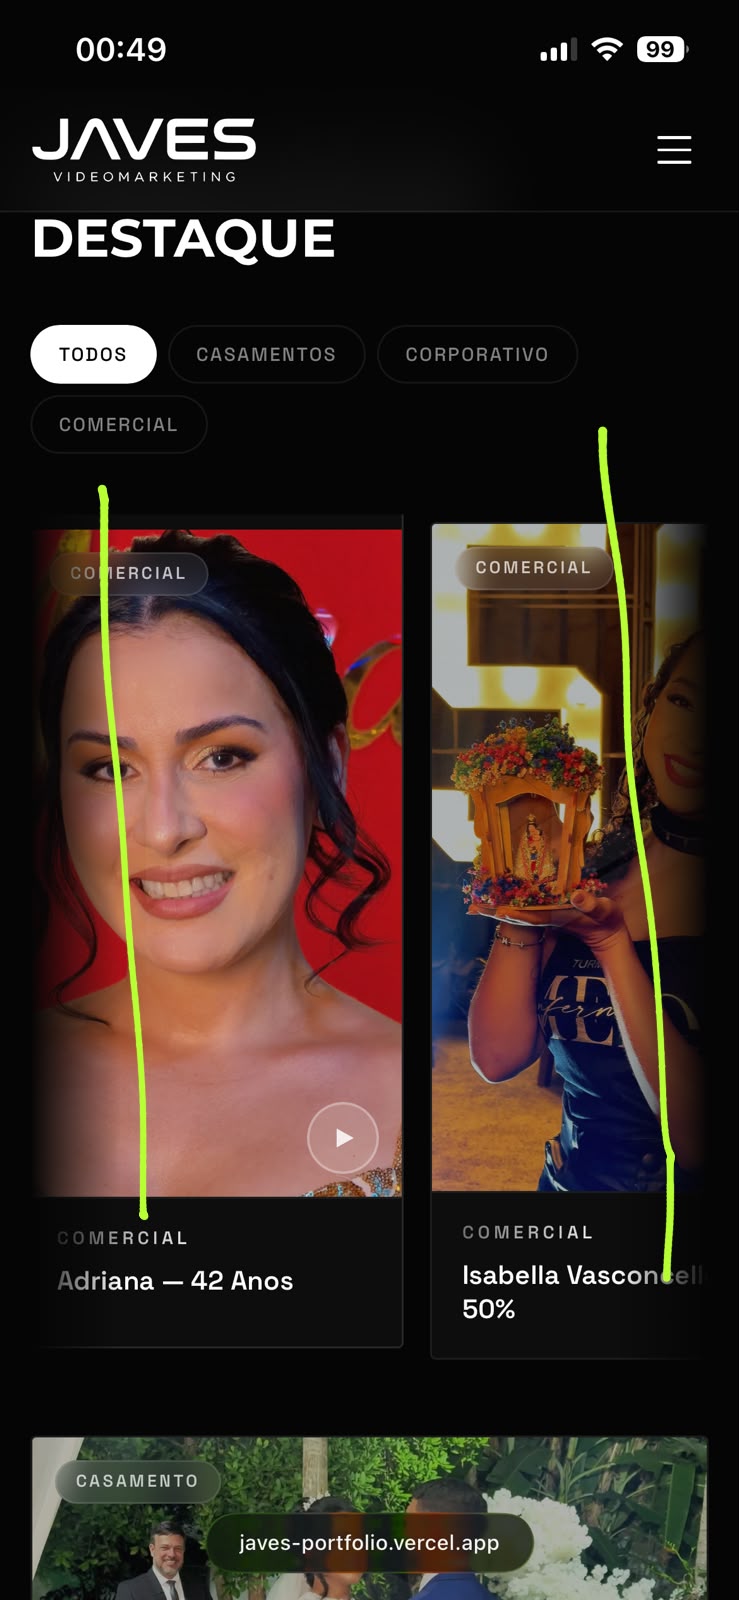 00:49
99
JAVES
VIDEOMARKETING
DESTAQUE
TODOS
CASAMENTOS
CORPORATIVO
COMERCIAL
COMERCIAL
COMERCIAL
COMERCIAL
Adriana — 42 Anos
COMERCIAL
Isabella Vasconcell
50%
CASAMENTO
javes-portfolio.vercel.app